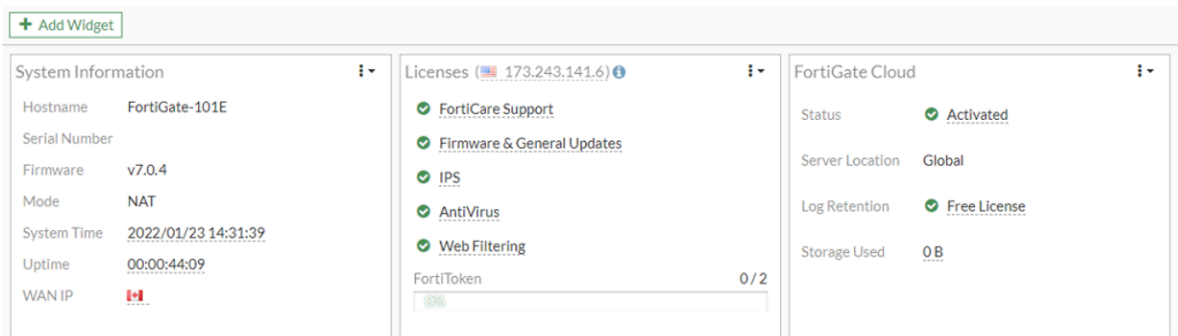 Add Widget
System Information
Hostname FortiGate-101E
Serial Number
Firmware v7.0.4
Mode NAT
System Time 2022/01/23 14:31:39
Uptime 00:00:44:09
WAN IP
Licenses (173.243.141.6)
FortiCare Support
Firmware & General Updates
IPS
AntiVirus
Web Filtering
FortiToken 0/2
0%
FortiGate Cloud
Status Activated
Server Location Global
Log Retention Free License
Storage Used 0 B